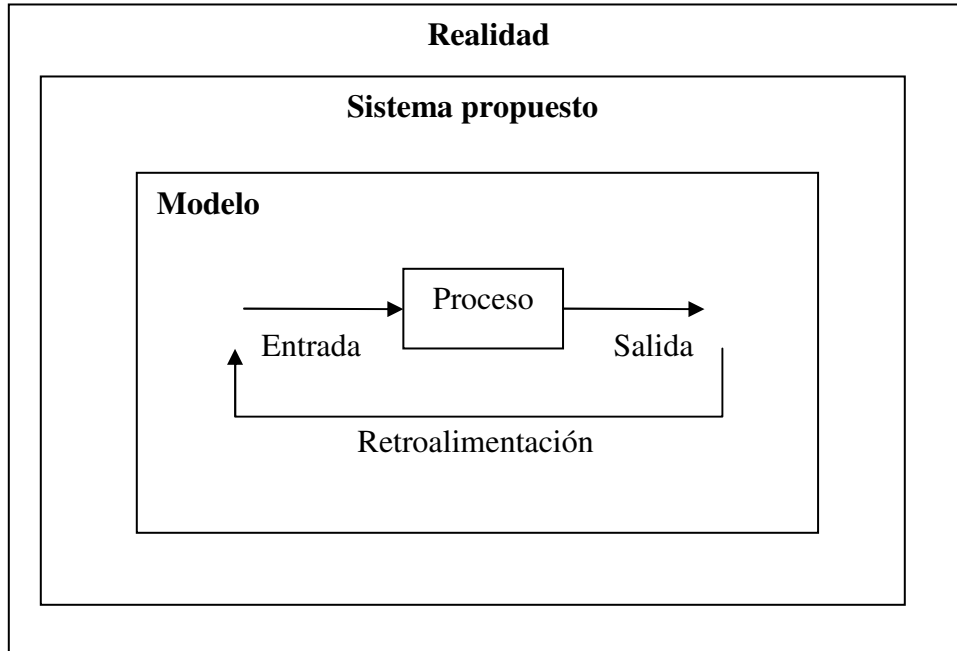 Realidad
Sistema propuesto
Modelo
Proceso
Entrada
Salida
Retroalimentación